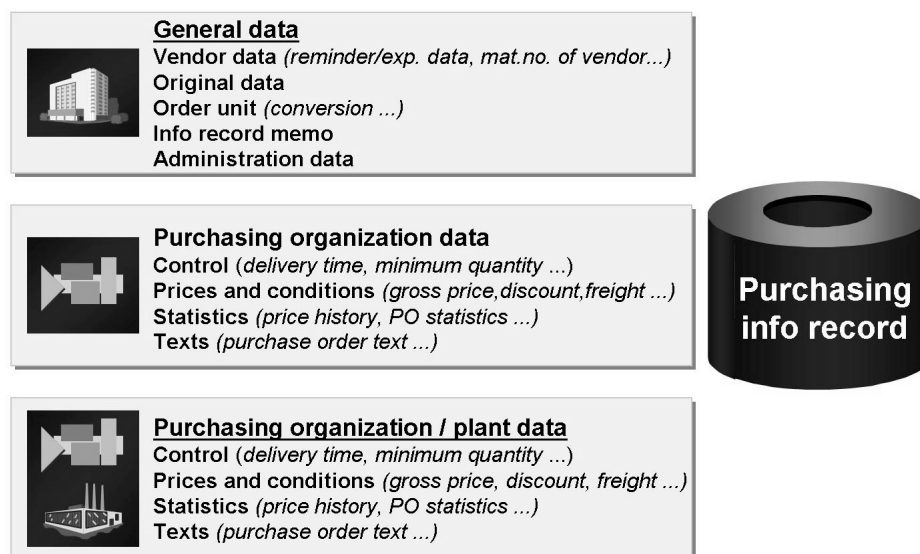 General data
Vendor data (reminder/exp. data, mat.no. of vendor...)
Original data
Order unit (conversion ...)
Info record memo
Administration data
Purchasing organization data
Control (delivery time, minimum quantity ...)
Prices and conditions (gross price,discount,freight ...)
Statistics (price history, PO statistics ...)
Texts (purchase order text ...)
Purchasing
info record
Purchasing organization / plant data
Control (delivery time, minimum quantity ...)
Prices and conditions (gross price, discount, freight ...)
Statistics (price history, PO statistics ...)
Texts (purchase order text ...)